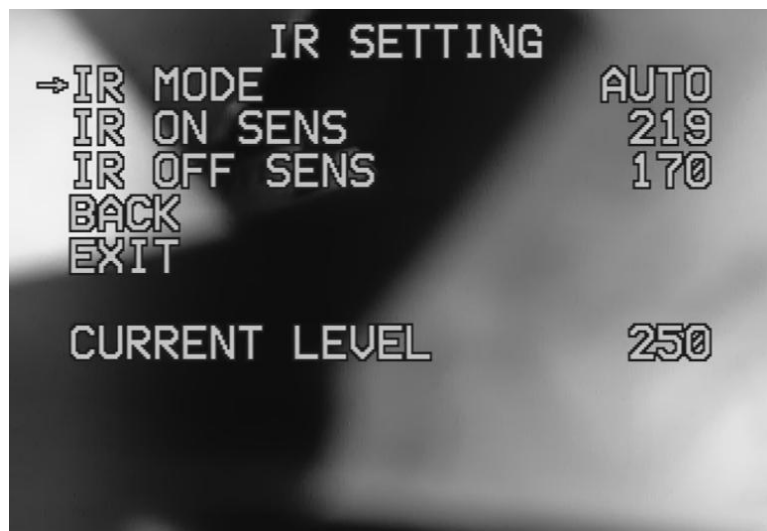 IR SETTING
⇒IR MODE AUTO
IR ON SENS 219
IR OFF SENS 170
BACK
EXIT
CURRENT LEVEL 250